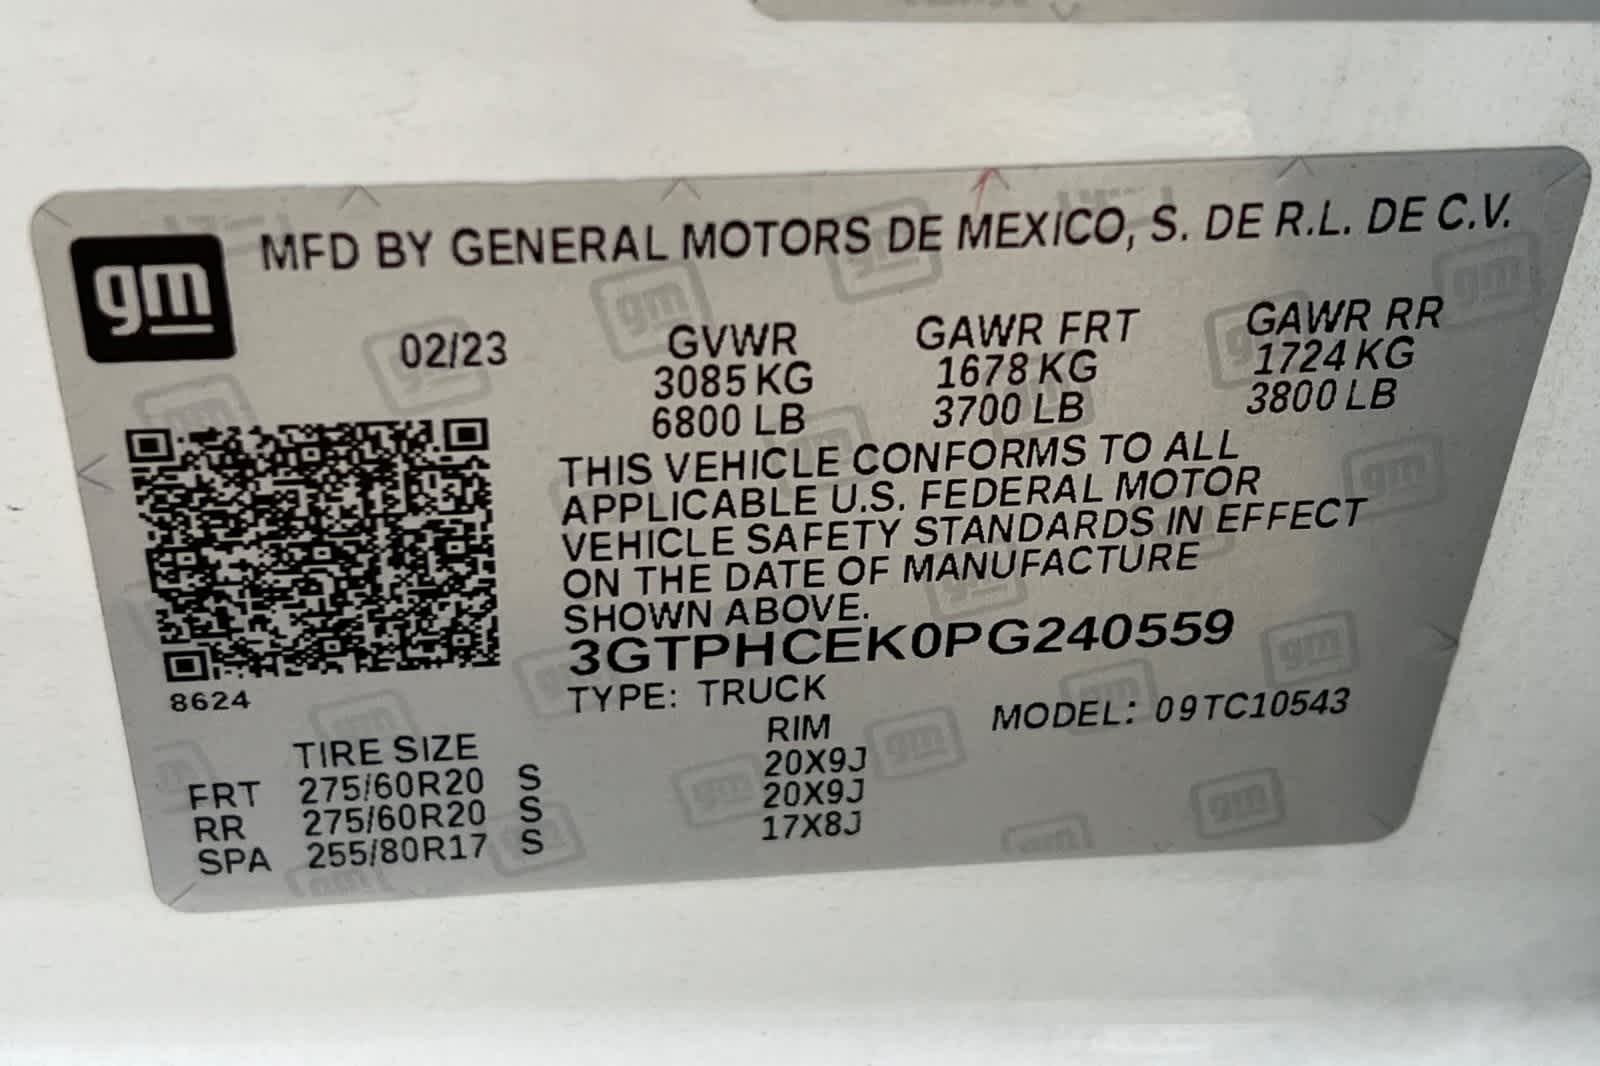 gm
MFD BY GENERAL MOTORS DE MEXICO, S. DE R.L. DE C.V.
02/23 GVWR GAWR FRT GAWR RR
3085 KG 1678 KG 1724 KG
6800 LB 3700 LB 3800 LB
THIS VEHICLE CONFORMS TO ALL
APPLICABLE U.S. FEDERAL MOTOR
VEHICLE SAFETY STANDARDS IN EFFECT
ON THE DATE OF MANUFACTURE
SHOWN ABOVE.
3GTPHCEK0PG240559
8624
TYPE: TRUCK MODEL: 09TC10543
TIRE SIZE RIM
FRT 275/60R20 S 20X9J
RR 275/60R20 S 20X9J
SPA 255/80R17 S 17X8J